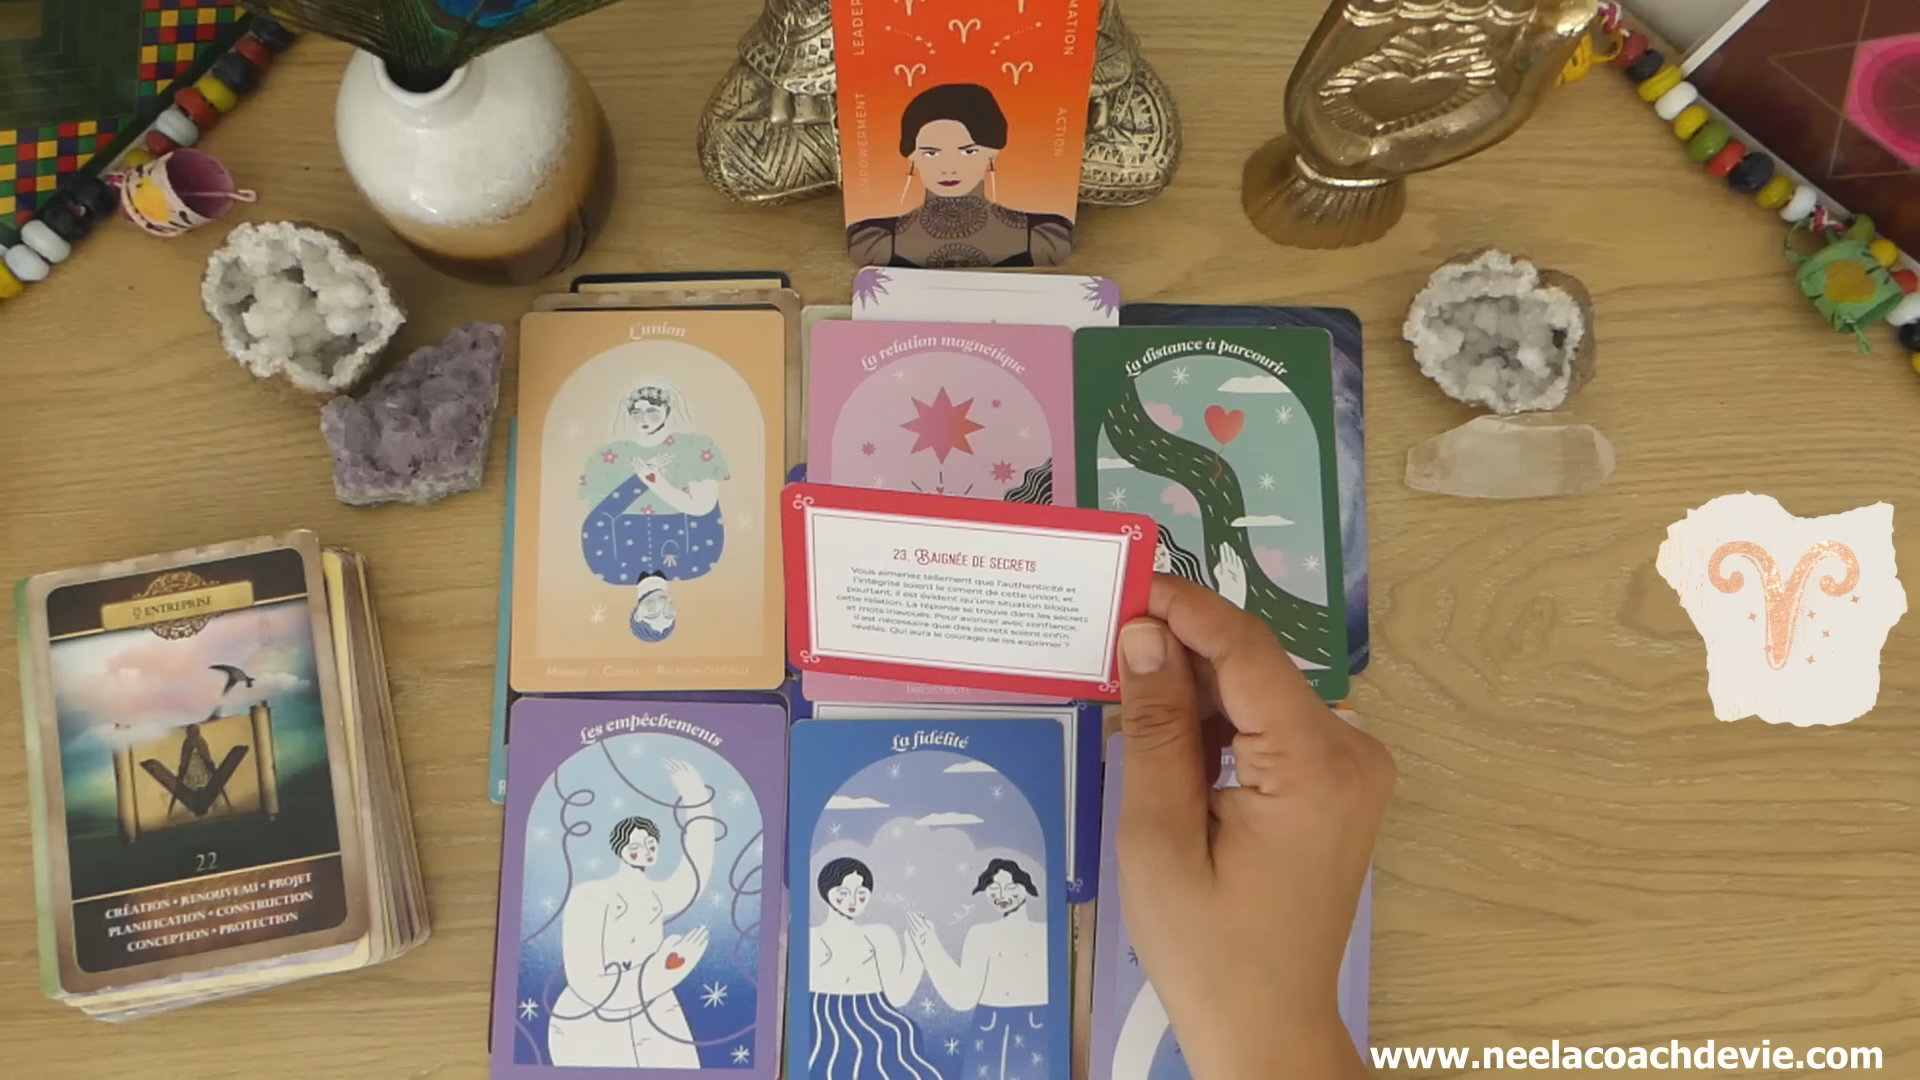 LEADER
MATION
EMPOWERMENT
ACTION
L'union
La relation magnétique
La distance à parcourir
23. BAIGNÉE DE SECRETS
Vous aimeriez tellement que l'authenticité et
l'intégrité soient le ciment de cette union, et
pourtant, il est évident qu'une situation bloque
cette relation. La réponse se trouve dans les secrets
et mots inavoués. Pour avancer avec confiance,
il est nécessaire que des secrets soient enfin
révélés. Qui aura le courage de les exprimer ?
ENTREPRISE
22
CRÉATION • RENOUVEAU • PROJET
PLANIFICATION • CONSTRUCTION
CONCEPTION • PROTECTION
Les empêchements
La fidélité
www.neelacoachdevie.com